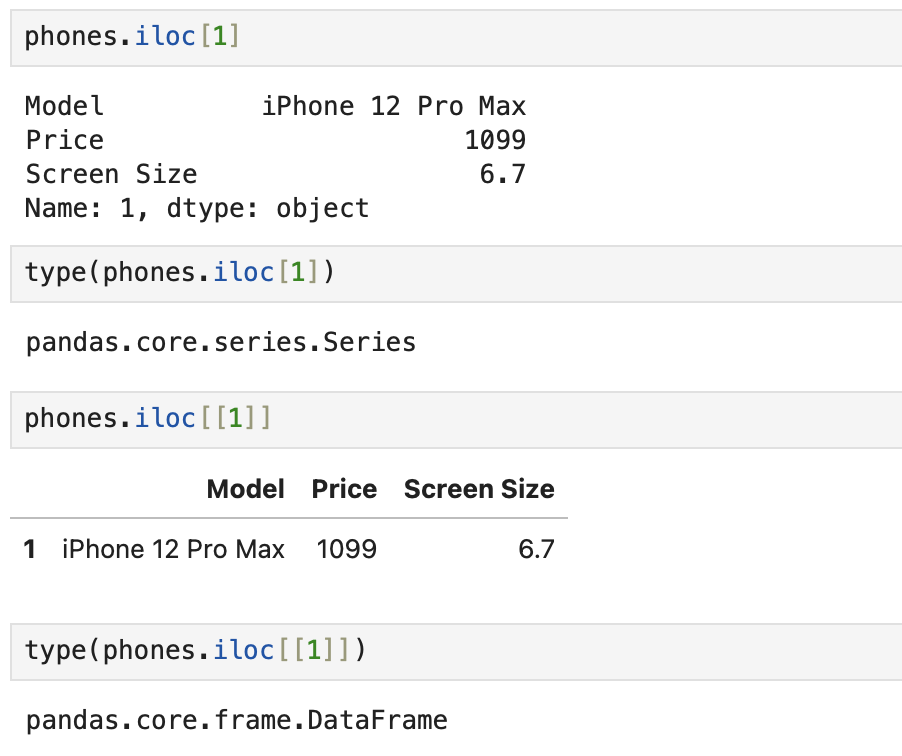 phones.iloc[1]
Model iPhone 12 Pro Max
Price 1099
Screen Size 6.7
Name: 1, dtype: object
type(phones.iloc[1])
pandas.core.series.Series
phones.iloc[[1]]
Model Price Screen Size
1 iPhone 12 Pro Max 1099 6.7
type(phones.iloc[[1]])
pandas.core.frame.DataFrame